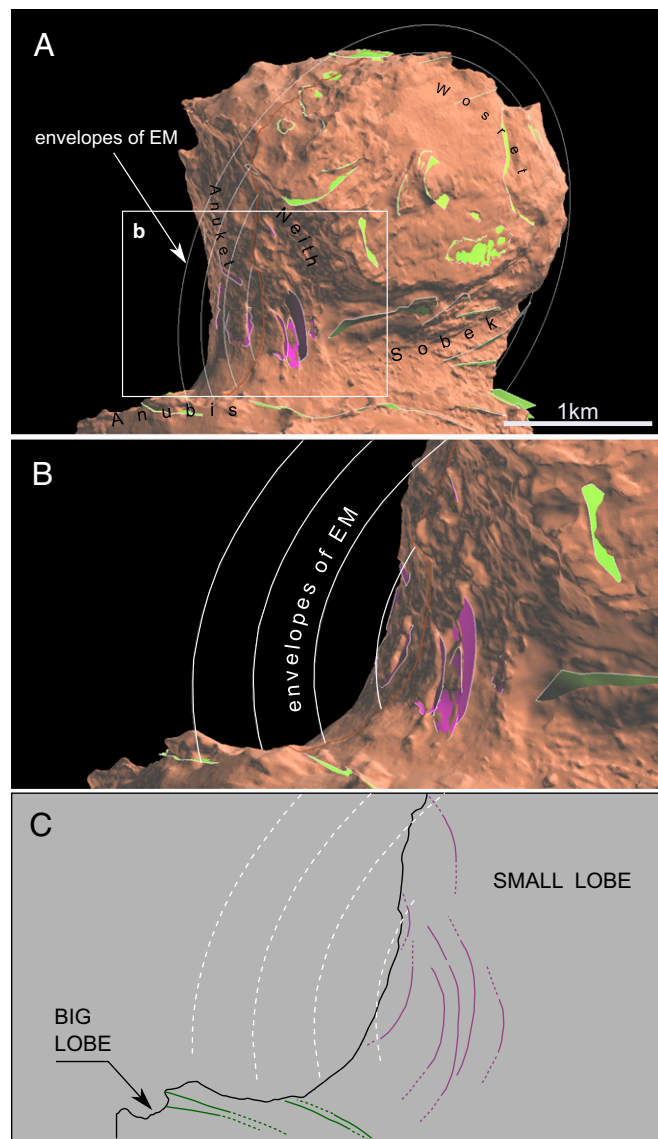 A
envelopes of EM
Wosret
Anuket
Neith
b
Sobek
Anubis
1km
B
envelopes of EM
C
SMALL LOBE
BIG
LOBE